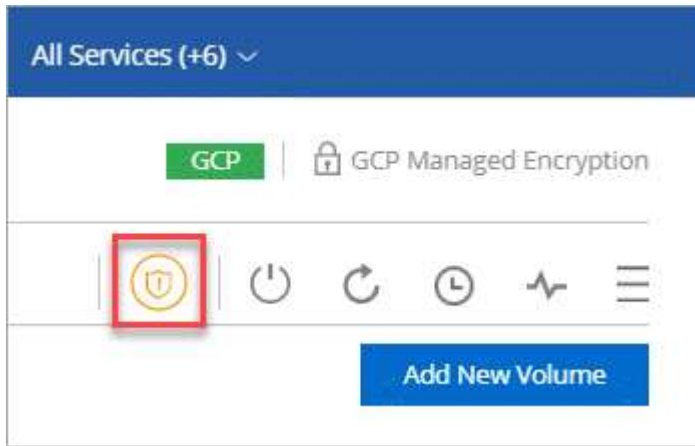 All Services (+6)
GCP
GCP Managed Encryption
Add New Volume